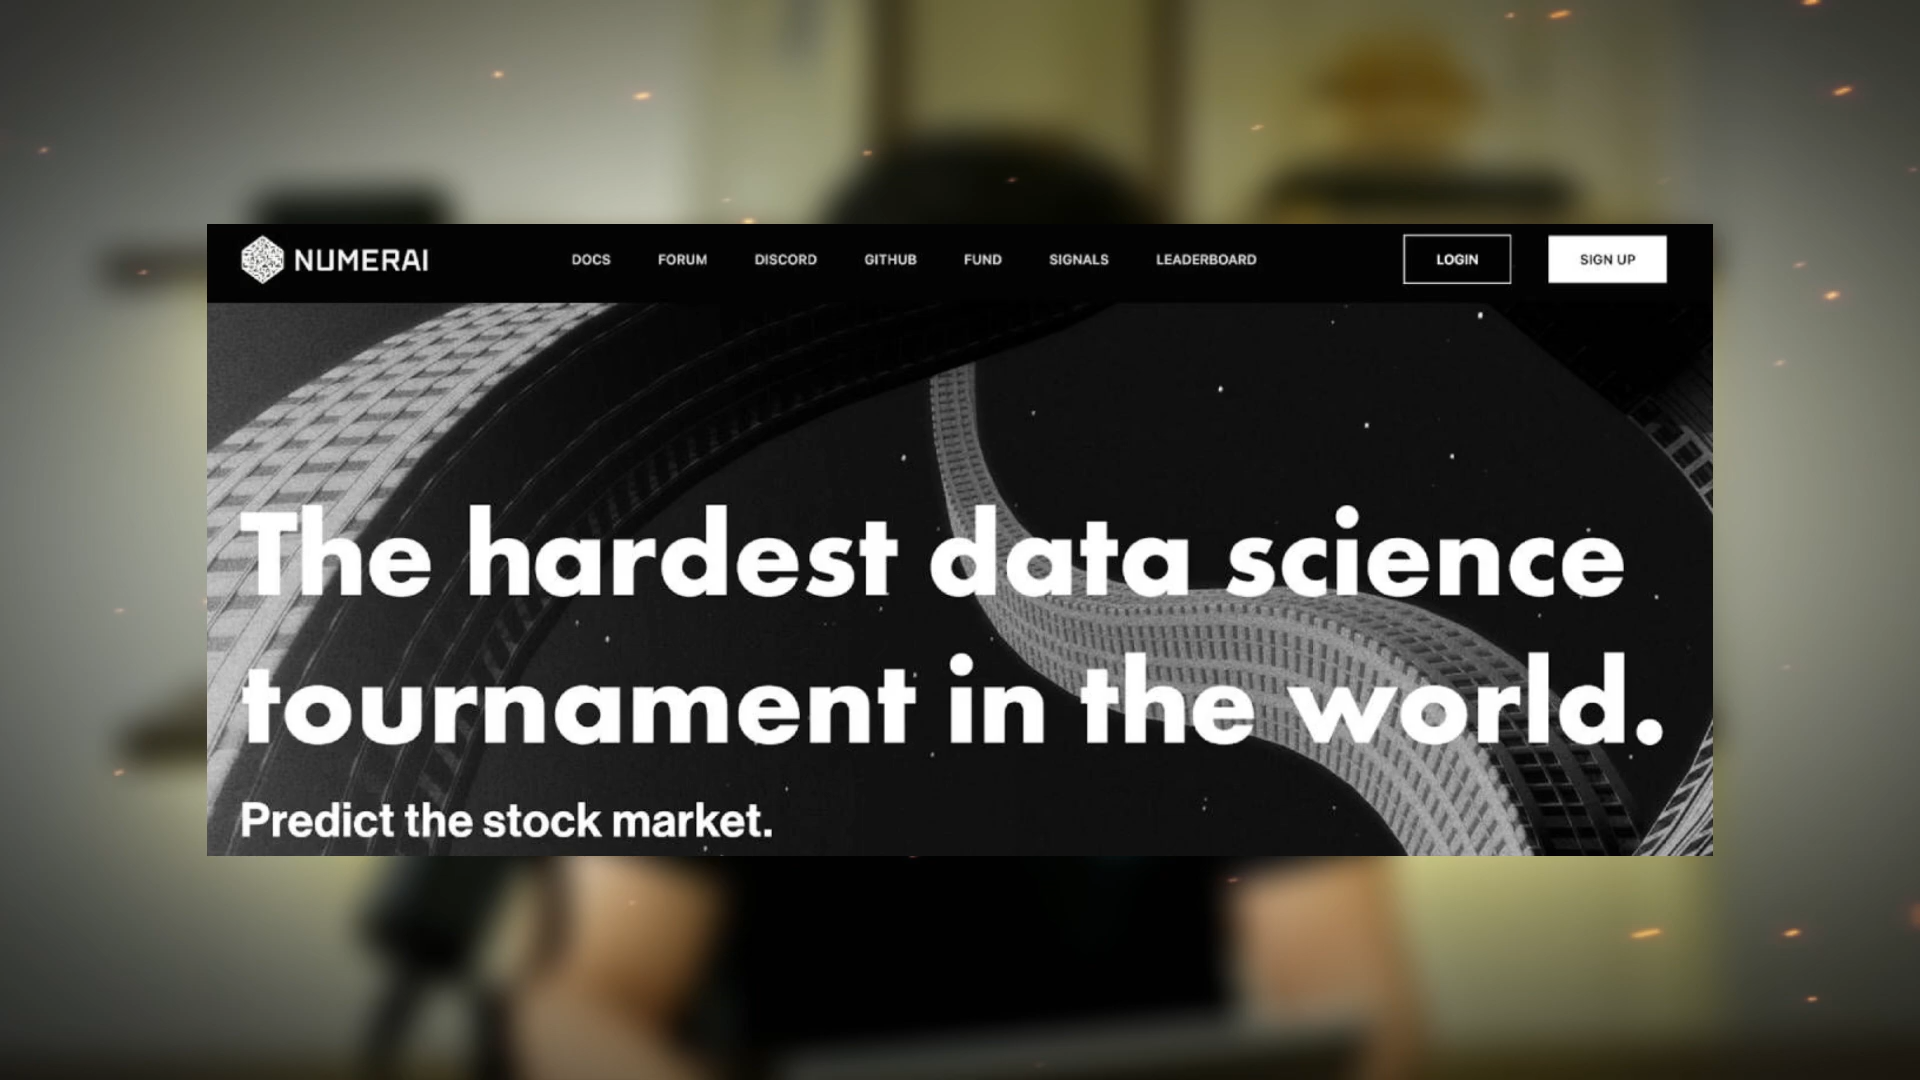 NUMERAI
DOCS FORUM DISCORD GITHUB FUND SIGNALS LEADERBOARD LOGIN SIGN UP
The hardest data science
tournament in the world.
Predict the stock market.